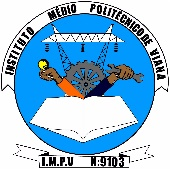 INSTITUTO MÉDIO POLITÉCNICO DE VIANA
I.M.P.V N:9103